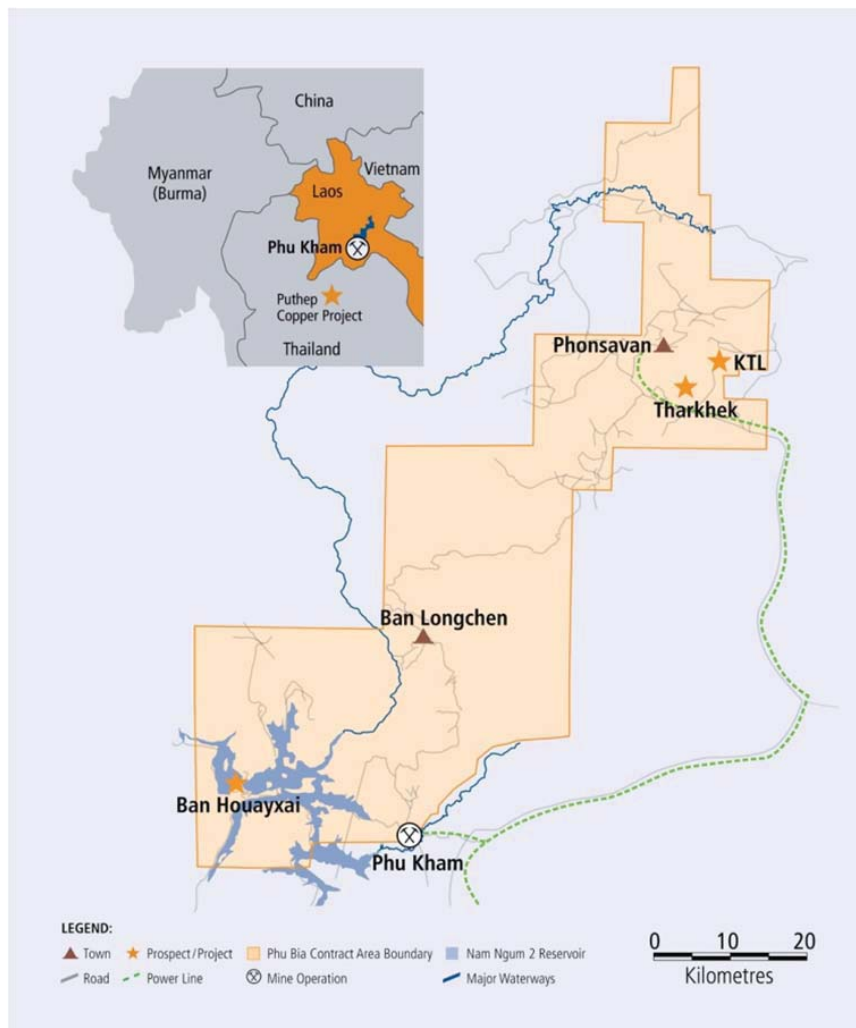 China
Myanmar
(Burma)
Vietnam
Laos
Phu Kham
Puthep
Copper Project
Thailand
Phonsavan
KTL
Tharkhek
Ban Longchen
Ban Houayxai
Phu Kham
LEGEND:
Town Prospect/Project Phu Bia Contract Area Boundary Nam Ngum 2 Reservoir
Road Power Line Mine Operation Major Waterways
0 10 20
Kilometres